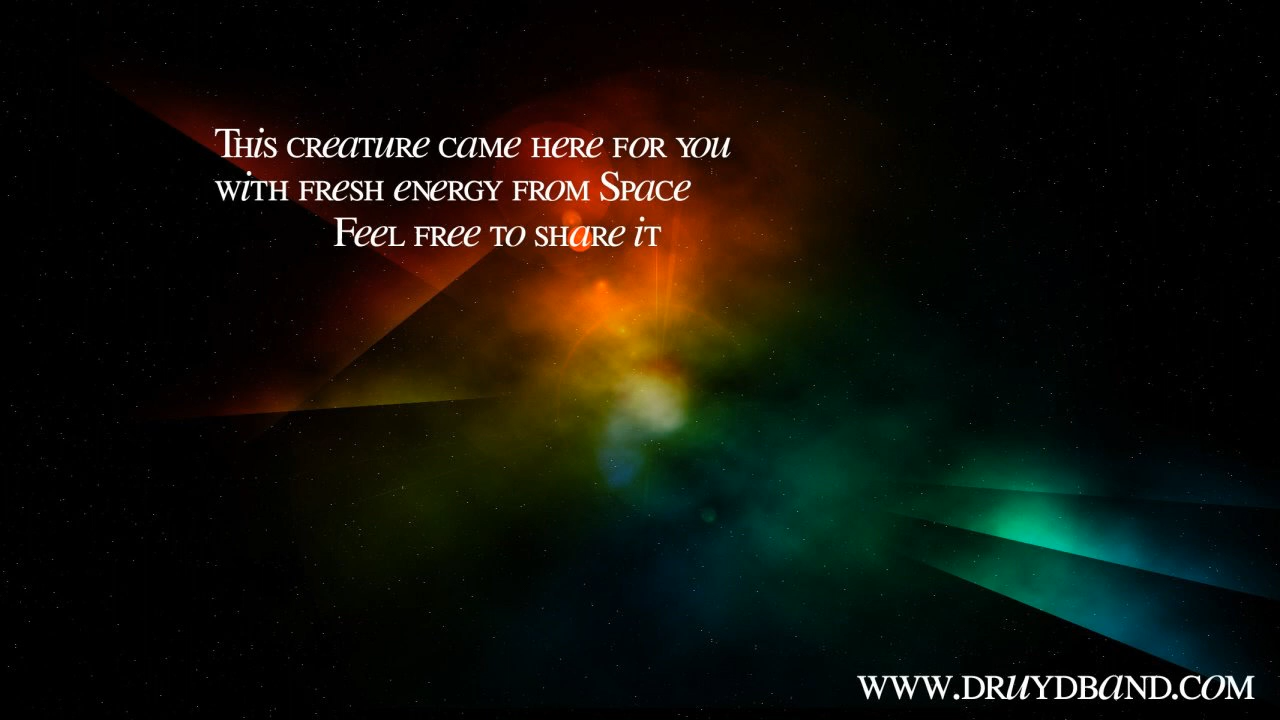 This creature came here for you
with fresh energy from Space
Feel free to share it
www.druydband.com